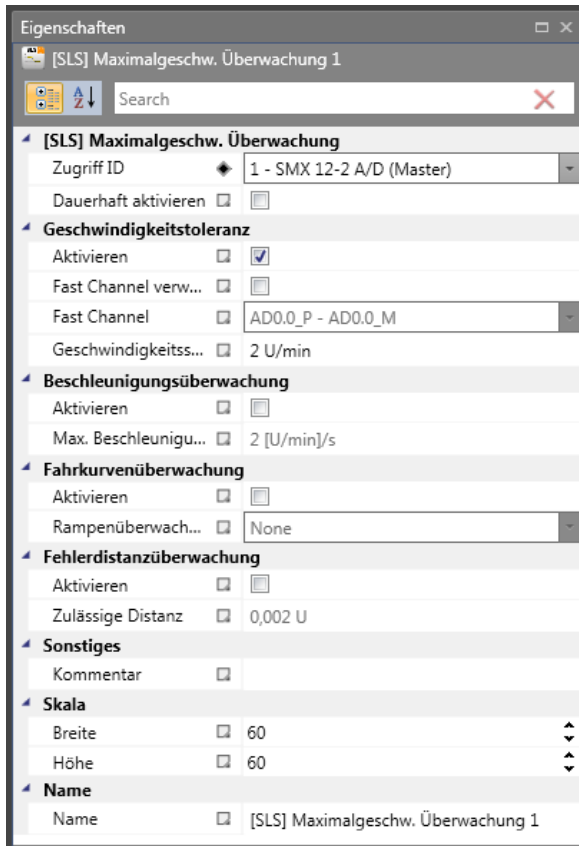 Eigenschaften
[SLS] Maximalgeschw. Überwachung 1
Search
[SLS] Maximalgeschw. Überwachung
Zugriff ID 1 - SMX 12-2 A/D (Master)
Dauerhaft aktivieren
Geschwindigkeitstoleranz
Aktivieren
Fast Channel verw...
Fast Channel AD0.0_P - AD0.0_M
Geschwindigkeitss... 2 U/min
Beschleunigungsüberwachung
Aktivieren
Max. Beschleunigu... 2 [U/min]/s
Fahrkurvenüberwachung
Aktivieren
Rampenüberwach... None
Fehlerdistanzüberwachung
Aktivieren
Zulässige Distanz 0,002 U
Sonstiges
Kommentar
Skala
Breite 60
Höhe 60
Name
Name [SLS] Maximalgeschw. Überwachung 1